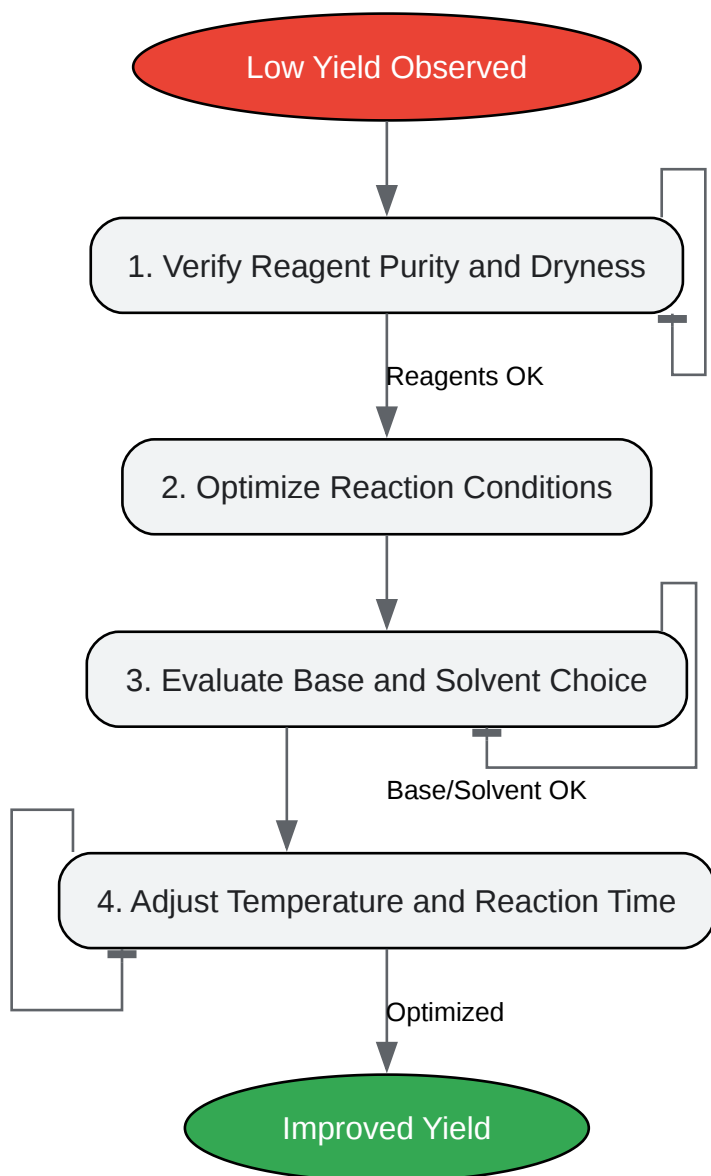 Low Yield Observed
1. Verify Reagent Purity and Dryness
Reagents OK
2. Optimize Reaction Conditions
3. Evaluate Base and Solvent Choice
Base/Solvent OK
4. Adjust Temperature and Reaction Time
Optimized
Improved Yield